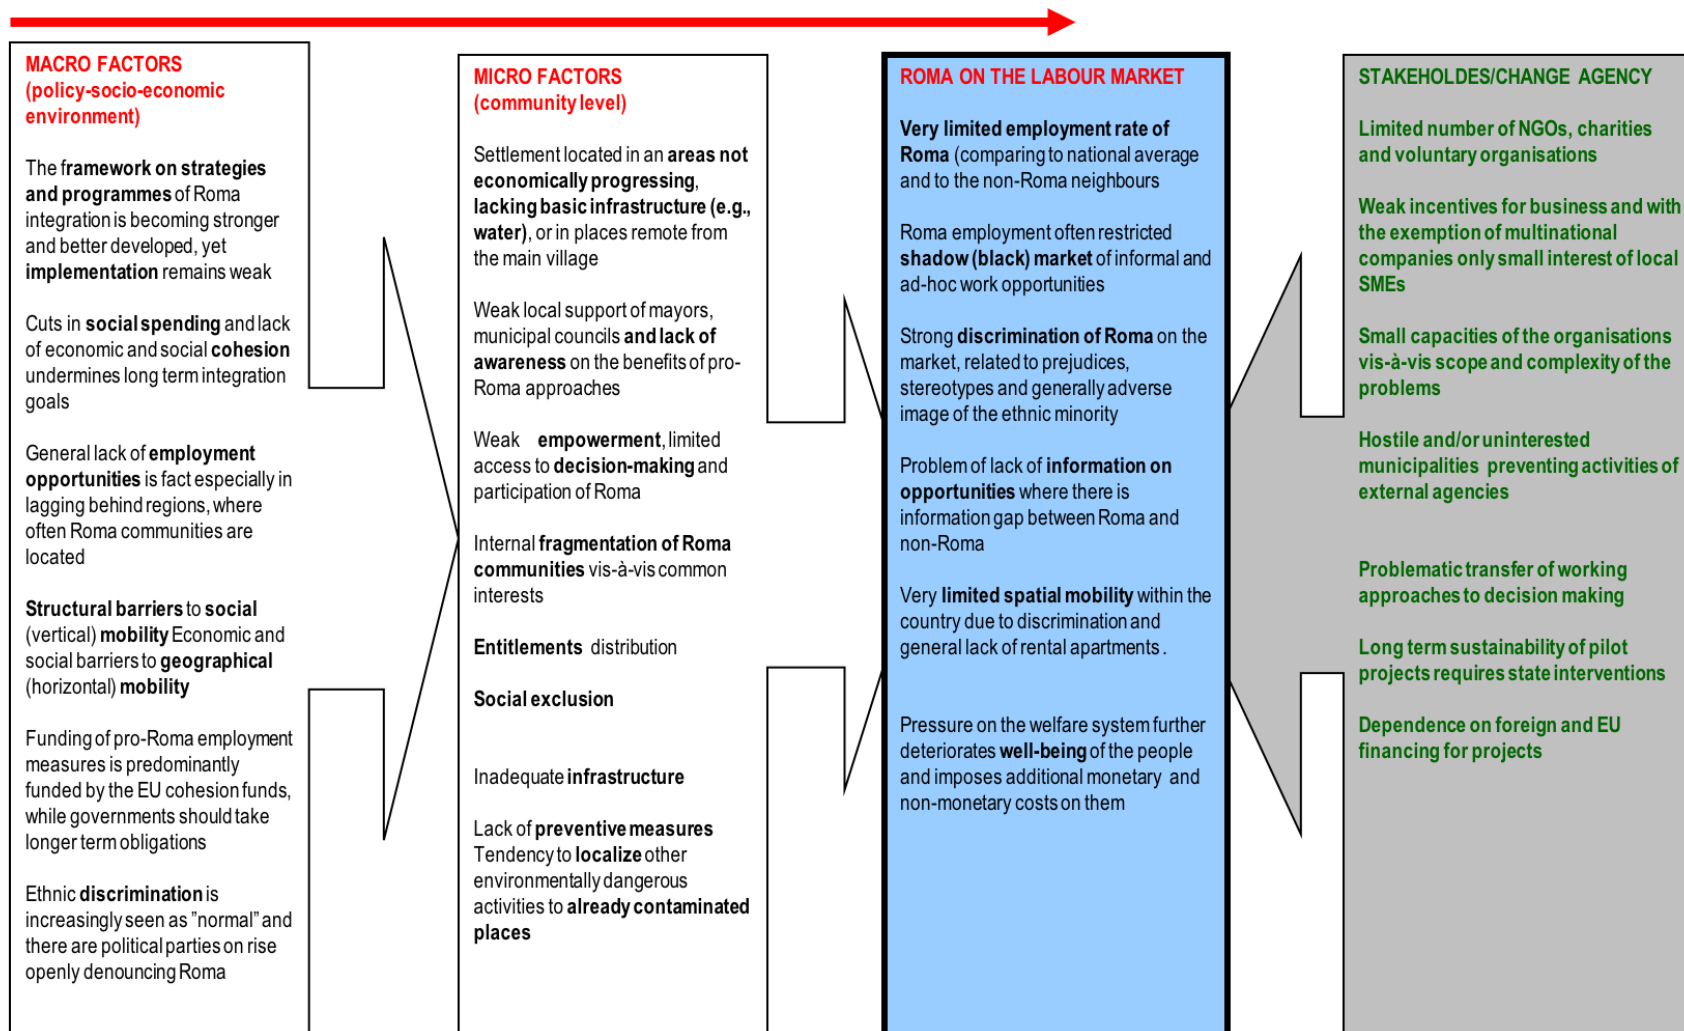 MACRO FACTORS
(policy-socio-economic
environment)
The framework on strategies
and programmes of Roma
integration is becoming stronger
and better developed, yet
implementation remains weak
Cuts in social spending and lack
of economic and social cohesion
undermines long term integration
goals
General lack of employment
opportunities is fact especially in
lagging behind regions, where
often Roma communities are
located
Structural barriers to social
(vertical) mobility Economic and
social barriers to geographical
(horizontal) mobility
Funding of pro-Roma employment
measures is predominantly
funded by the EU cohesion funds,
while governments should take
longer term obligations
Ethnic discrimination is
increasingly seen as ”normal” and
there are political parties on rise
openly denouncing Roma
MICRO FACTORS
(community level)
Settlement located in an areas not
economically progressing,
lacking basic infrastructure (e.g.,
water), or in places remote from
the main village
Weak local support of mayors,
municipal councils and lack of
awareness on the benefits of pro-
Roma approaches
Weak empowerment, limited
access to decision-making and
participation of Roma
Internal fragmentation of Roma
communities vis-à-vis common
interests
Entitlements distribution
Social exclusion
Inadequate infrastructure
Lack of preventive measures
Tendency to localize other
environmentally dangerous
activities to already contaminated
places
ROMA ON THE LABOUR MARKET
Very limited employment rate of
Roma (comparing to national average
and to the non-Roma neighbours
Roma employment often restricted
shadow (black) market of informal and
ad-hoc work opportunities
Strong discrimination of Roma on the
market, related to prejudices,
stereotypes and generally adverse
image of the ethnic minority
Problem of lack of information on
opportunities where there is
information gap between Roma and
non-Roma
Very limited spatial mobility within the
country due to discrimination and
general lack of rental apartments .
Pressure on the welfare system further
deteriorates well-being of the people
and imposes additional monetary and
non-monetary costs on them
STAKEHOLDES/CHANGE AGENCY
Limited number of NGOs, charities
and voluntary organisations
Weak incentives for business and with
the exemption of multinational
companies only small interest of local
SMEs
Small capacities of the organisations
vis-à-vis scope and complexity of the
problems
Hostile and/or uninterested
municipalities preventing activities of
external agencies
Problematic transfer of working
approaches to decision making
Long term sustainability of pilot
projects requires state interventions
Dependence on foreign and EU
financing for projects